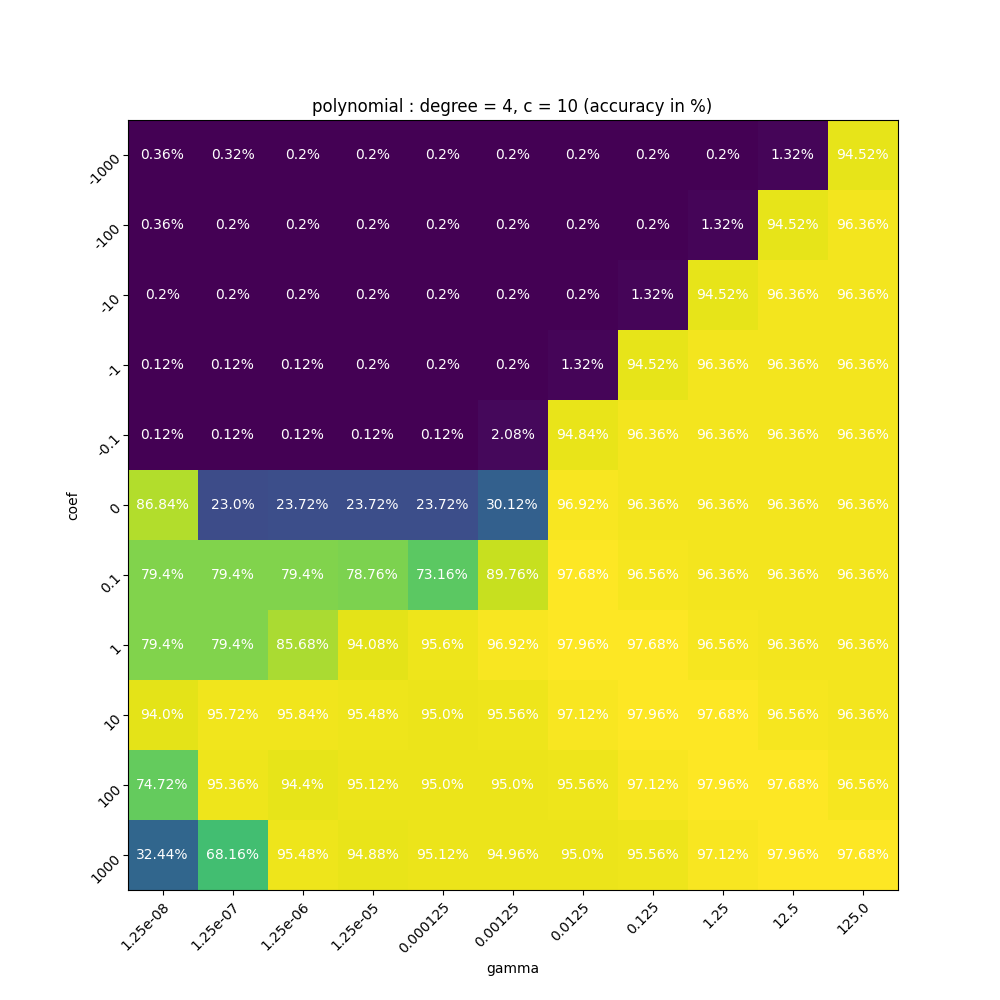 polynomial : degree = 4, c = 10 (accuracy in %)
-1000 0.36% 0.32% 0.2% 0.2% 0.2% 0.2% 0.2% 0.2% 0.2% 1.32% 94.52%
-100 0.36% 0.2% 0.2% 0.2% 0.2% 0.2% 0.2% 0.2% 1.32% 94.52% 96.36%
-10 0.2% 0.2% 0.2% 0.2% 0.2% 0.2% 0.2% 1.32% 94.52% 96.36% 96.36%
-1 0.12% 0.12% 0.12% 0.2% 0.2% 0.2% 1.32% 94.52% 96.36% 96.36% 96.36%
-0.1 0.12% 0.12% 0.12% 0.12% 0.12% 2.08% 94.84% 96.36% 96.36% 96.36% 96.36%
coef
0 86.84% 23.0% 23.72% 23.72% 23.72% 30.12% 96.92% 96.36% 96.36% 96.36% 96.36%
0.1 79.4% 79.4% 79.4% 78.76% 73.16% 89.76% 97.68% 96.56% 96.36% 96.36% 96.36%
1 79.4% 79.4% 85.68% 94.08% 95.6% 96.92% 97.96% 97.68% 96.56% 96.36% 96.36%
10 94.0% 95.72% 95.84% 95.48% 95.0% 95.56% 97.12% 97.96% 97.68% 96.56% 96.36%
100 74.72% 95.36% 94.4% 95.12% 95.0% 95.0% 95.56% 97.12% 97.96% 97.68% 96.56%
1000 32.44% 68.16% 95.48% 94.88% 95.12% 94.96% 95.0% 95.56% 97.12% 97.96% 97.68%
1.25e-08 1.25e-07 1.25e-06 1.25e-05 0.000125 0.00125 0.0125 0.125 1.25 12.5 125.0
gamma